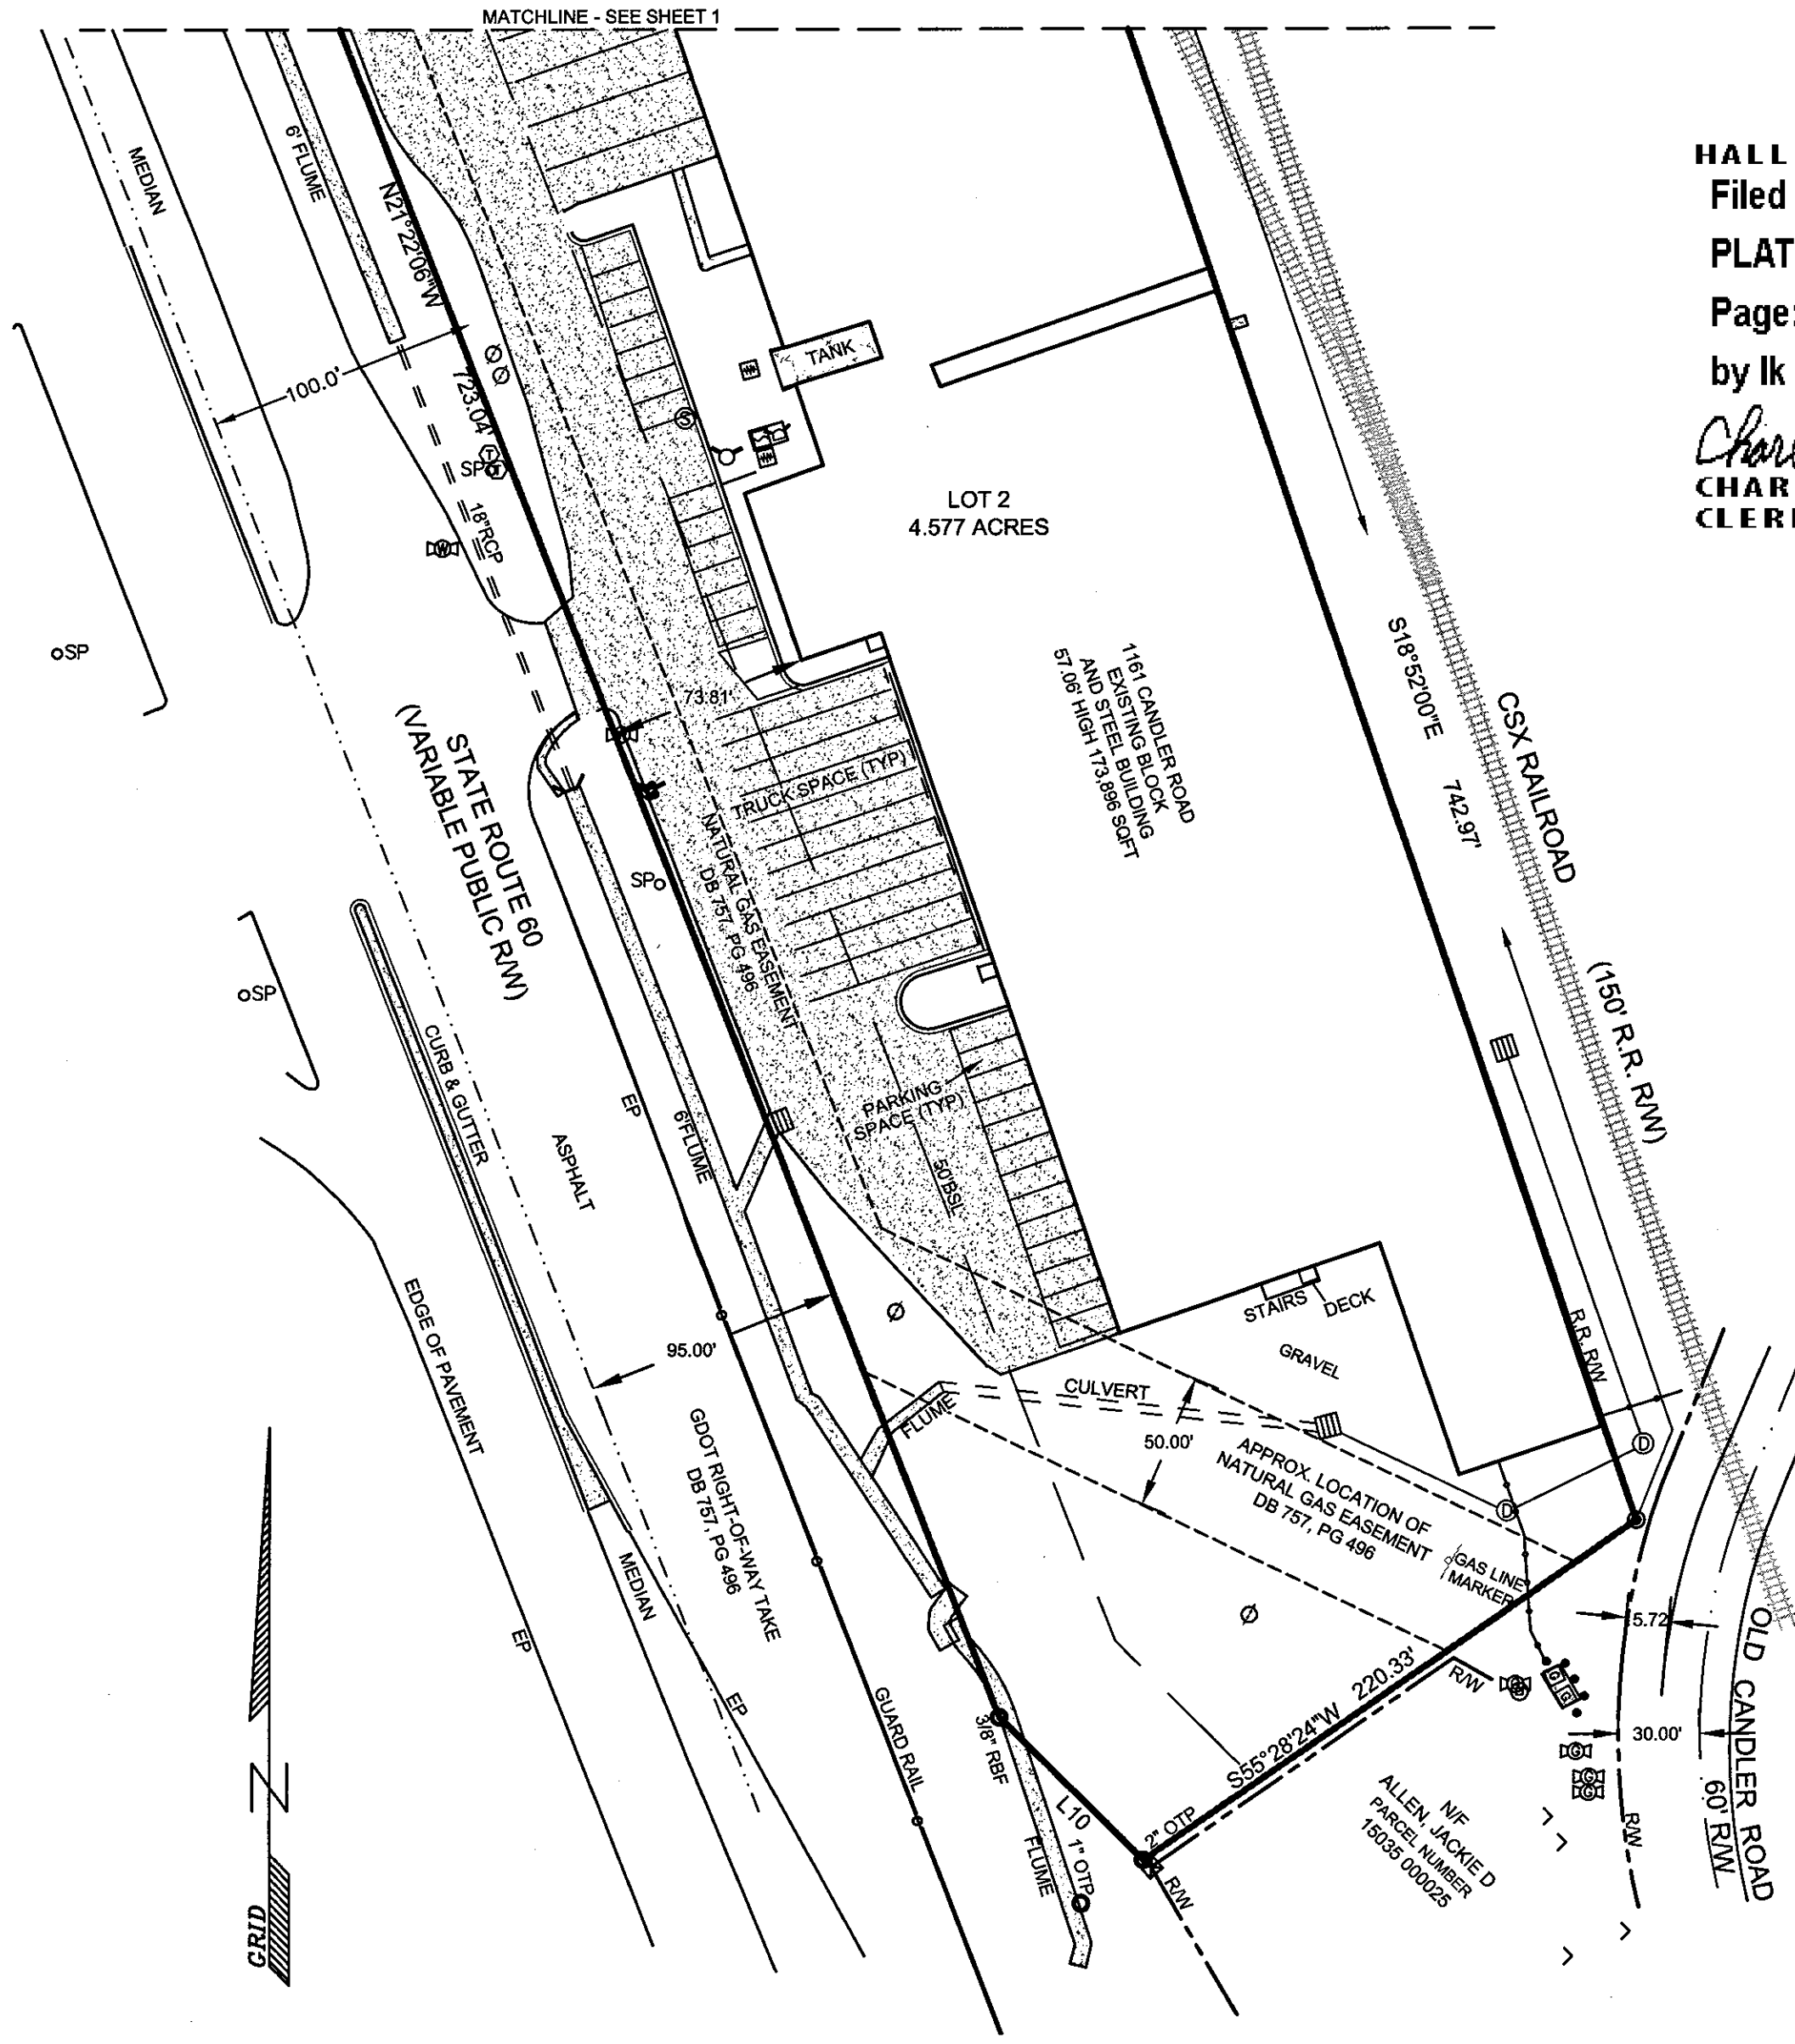 MATCHLINE - SEE SHEET 1
HALL
Filed
PLAT
Page:
by lk
CHAR
CLER
MEDIAN
6' FLUME
N21°22'06"W
723.04'
100.0'
TANK
SP
18"RCP
LOT 2
4.577 ACRES
SP
S18°52'00"E
742.97'
CSX RAILROAD
(150' R.R. R/W)
1161 CANDLER ROAD
EXISTING BLOCK
AND STEEL BUILDING
57.06' HIGH 173,896 SQFT
73.81'
STATE ROUTE 60
(VARIABLE PUBLIC R/W)
TRUCK SPACE (TYP)
NATURAL GAS EASEMENT
DB 757, PG 496
SP
SP
CURB & GUTTER
EP
6' FLUME
ASPHALT
PARKING
SPACE (TYP)
50'BSL
STAIRS
DECK
GRAVEL
R.R. R/W
EDGE OF PAVEMENT
95.00'
CULVERT
FLUME
50.00'
APPROX. LOCATION OF
NATURAL GAS EASEMENT
DB 757, PG 496
D
D
GAS LINE
MARKER
GDOT RIGHT-OF-WAY TAKE
DB 757, PG 496
MEDIAN
EP
EP
GUARD RAIL
3/8" RBF
L10
1" OTP
FLUME
2" OTP
R/W
S55°28'24"W 220.33'
R/W
5.72
30.00'
OLD CANDLER ROAD
60' R/W
R/W
N/F
ALLEN, JACKIE D
PARCEL NUMBER
15035 000025
N
GRID